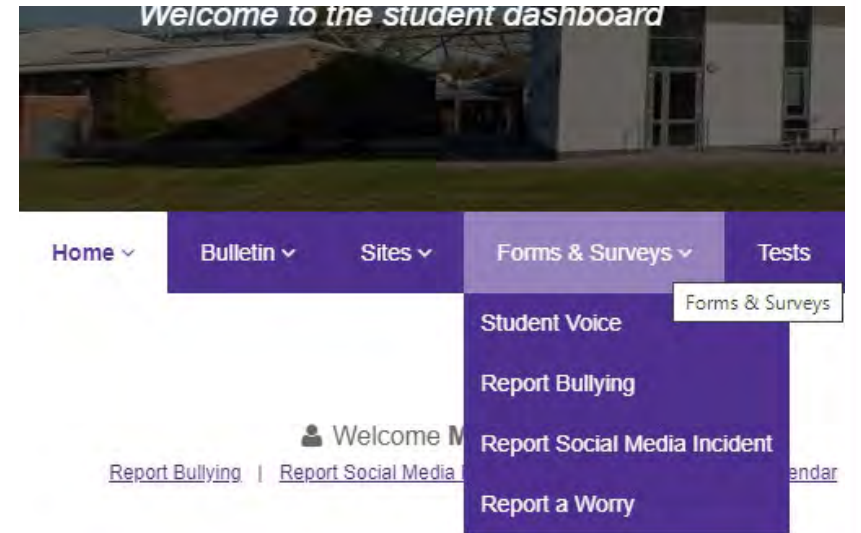 Welcome to the student dashboard
Home Bulletin Sites Forms & Surveys Tests
Forms & Surveys
Student Voice
Report Bullying
Report Social Media Incident
Welcome M
Report Bullying | Report Social Media endar
Report a Worry